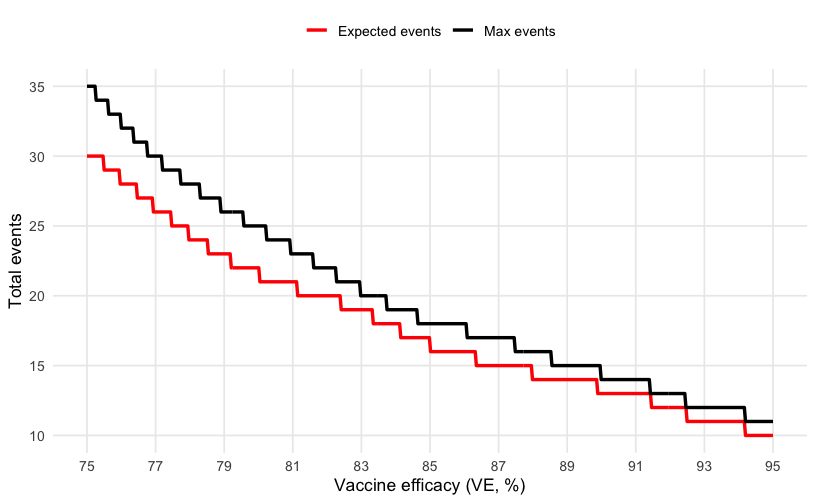 Expected events Max events
35
30
25
20
15
10
Total events
75 77 79 81 83 85 87 89 91 93 95
Vaccine efficacy (VE, %)